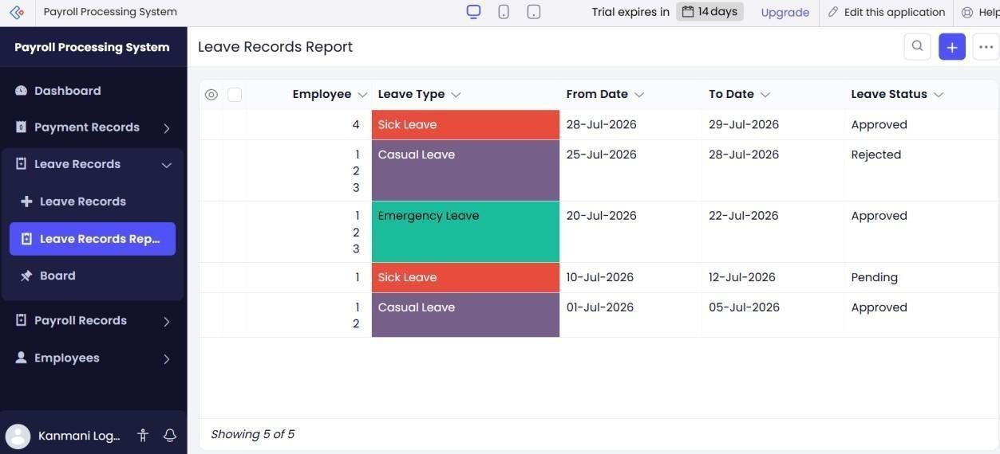 Payroll Processing System
Trial expires in 14 days Upgrade Edit this application Help
Payroll Processing System
Dashboard
Payment Records
Leave Records
Leave Records
Leave Records Rep...
Board
Payroll Records
Employees
Kanmani Log...
Leave Records Report
Employee Leave Type From Date To Date Leave Status
4 Sick Leave 28-Jul-2026 29-Jul-2026 Approved
1 Casual Leave 25-Jul-2026 28-Jul-2026 Rejected
2
3
1 Emergency Leave 20-Jul-2026 22-Jul-2026 Approved
2
3
1 Sick Leave 10-Jul-2026 12-Jul-2026 Pending
1 Casual Leave 01-Jul-2026 05-Jul-2026 Approved
2
Showing 5 of 5